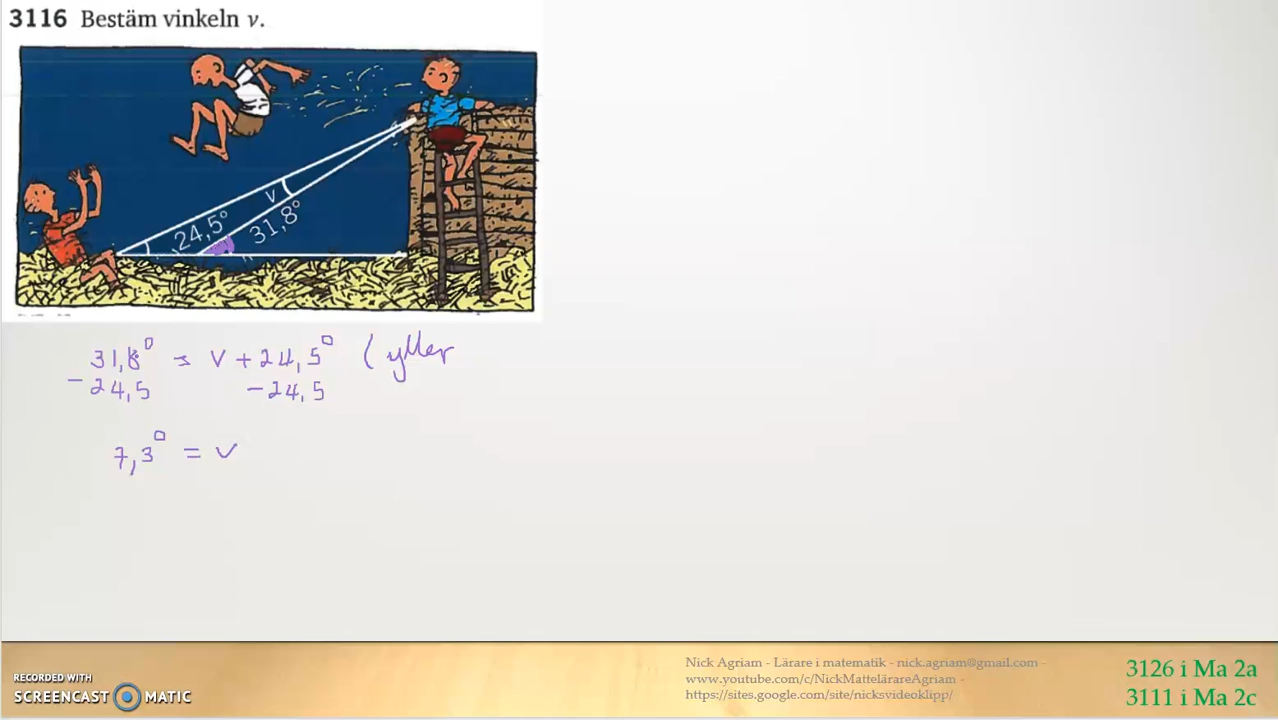 3116 Bestäm vinkeln v.
v
24,5°
31,8°
31,8° = v + 24,5° (yller
-24,5 -24,5
7,3° = v
Nick Agriam - Lärare i matematik - nick.agriam@gmail.com -
www.youtube.com/c/NickMattelärareAgriam -
https://sites.google.com/site/nicksvideoklipp/
3126 i Ma 2a
3111 i Ma 2c
RECORDED WITH
SCREENCAST MATIC